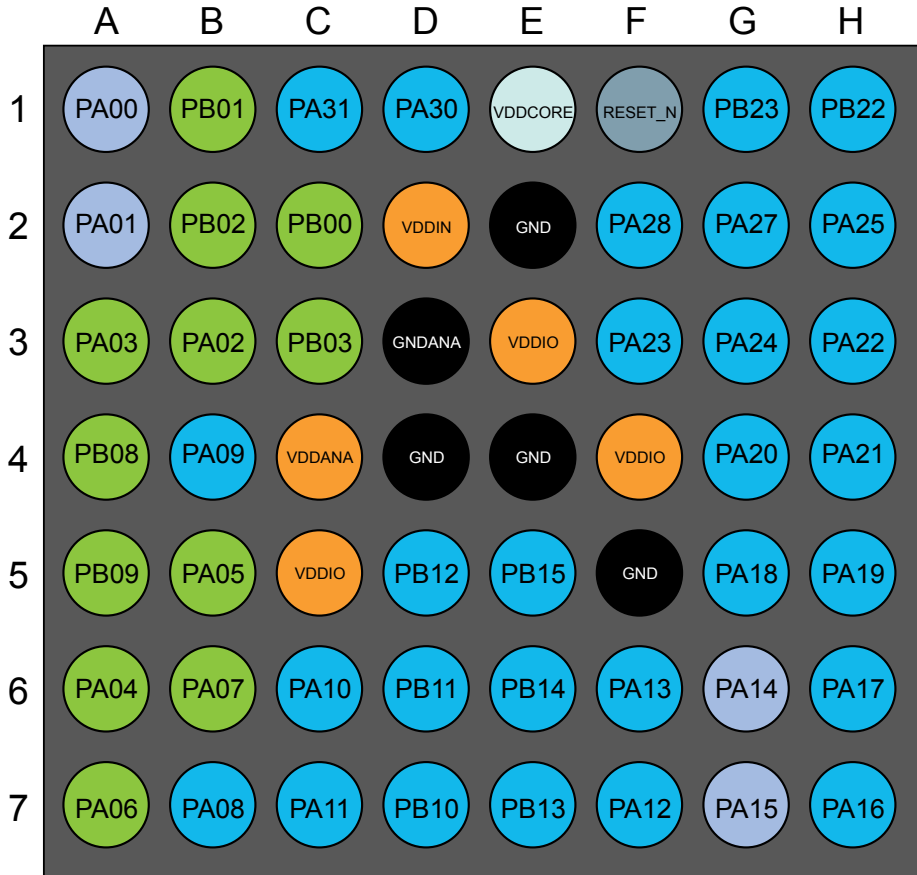 A B C D E F G H
1 PA00 PB01 PA31 PA30 VDDCORE RESET_N PB23 PB22
2 PA01 PB02 PB00 VDDIN GND PA28 PA27 PA25
3 PA03 PA02 PB03 GNDANA VDDIO PA23 PA24 PA22
4 PB08 PA09 VDDANA GND GND VDDIO PA20 PA21
5 PB09 PA05 VDDIO PB12 PB15 GND PA18 PA19
6 PA04 PA07 PA10 PB11 PB14 PA13 PA14 PA17
7 PA06 PA08 PA11 PB10 PB13 PA12 PA15 PA16